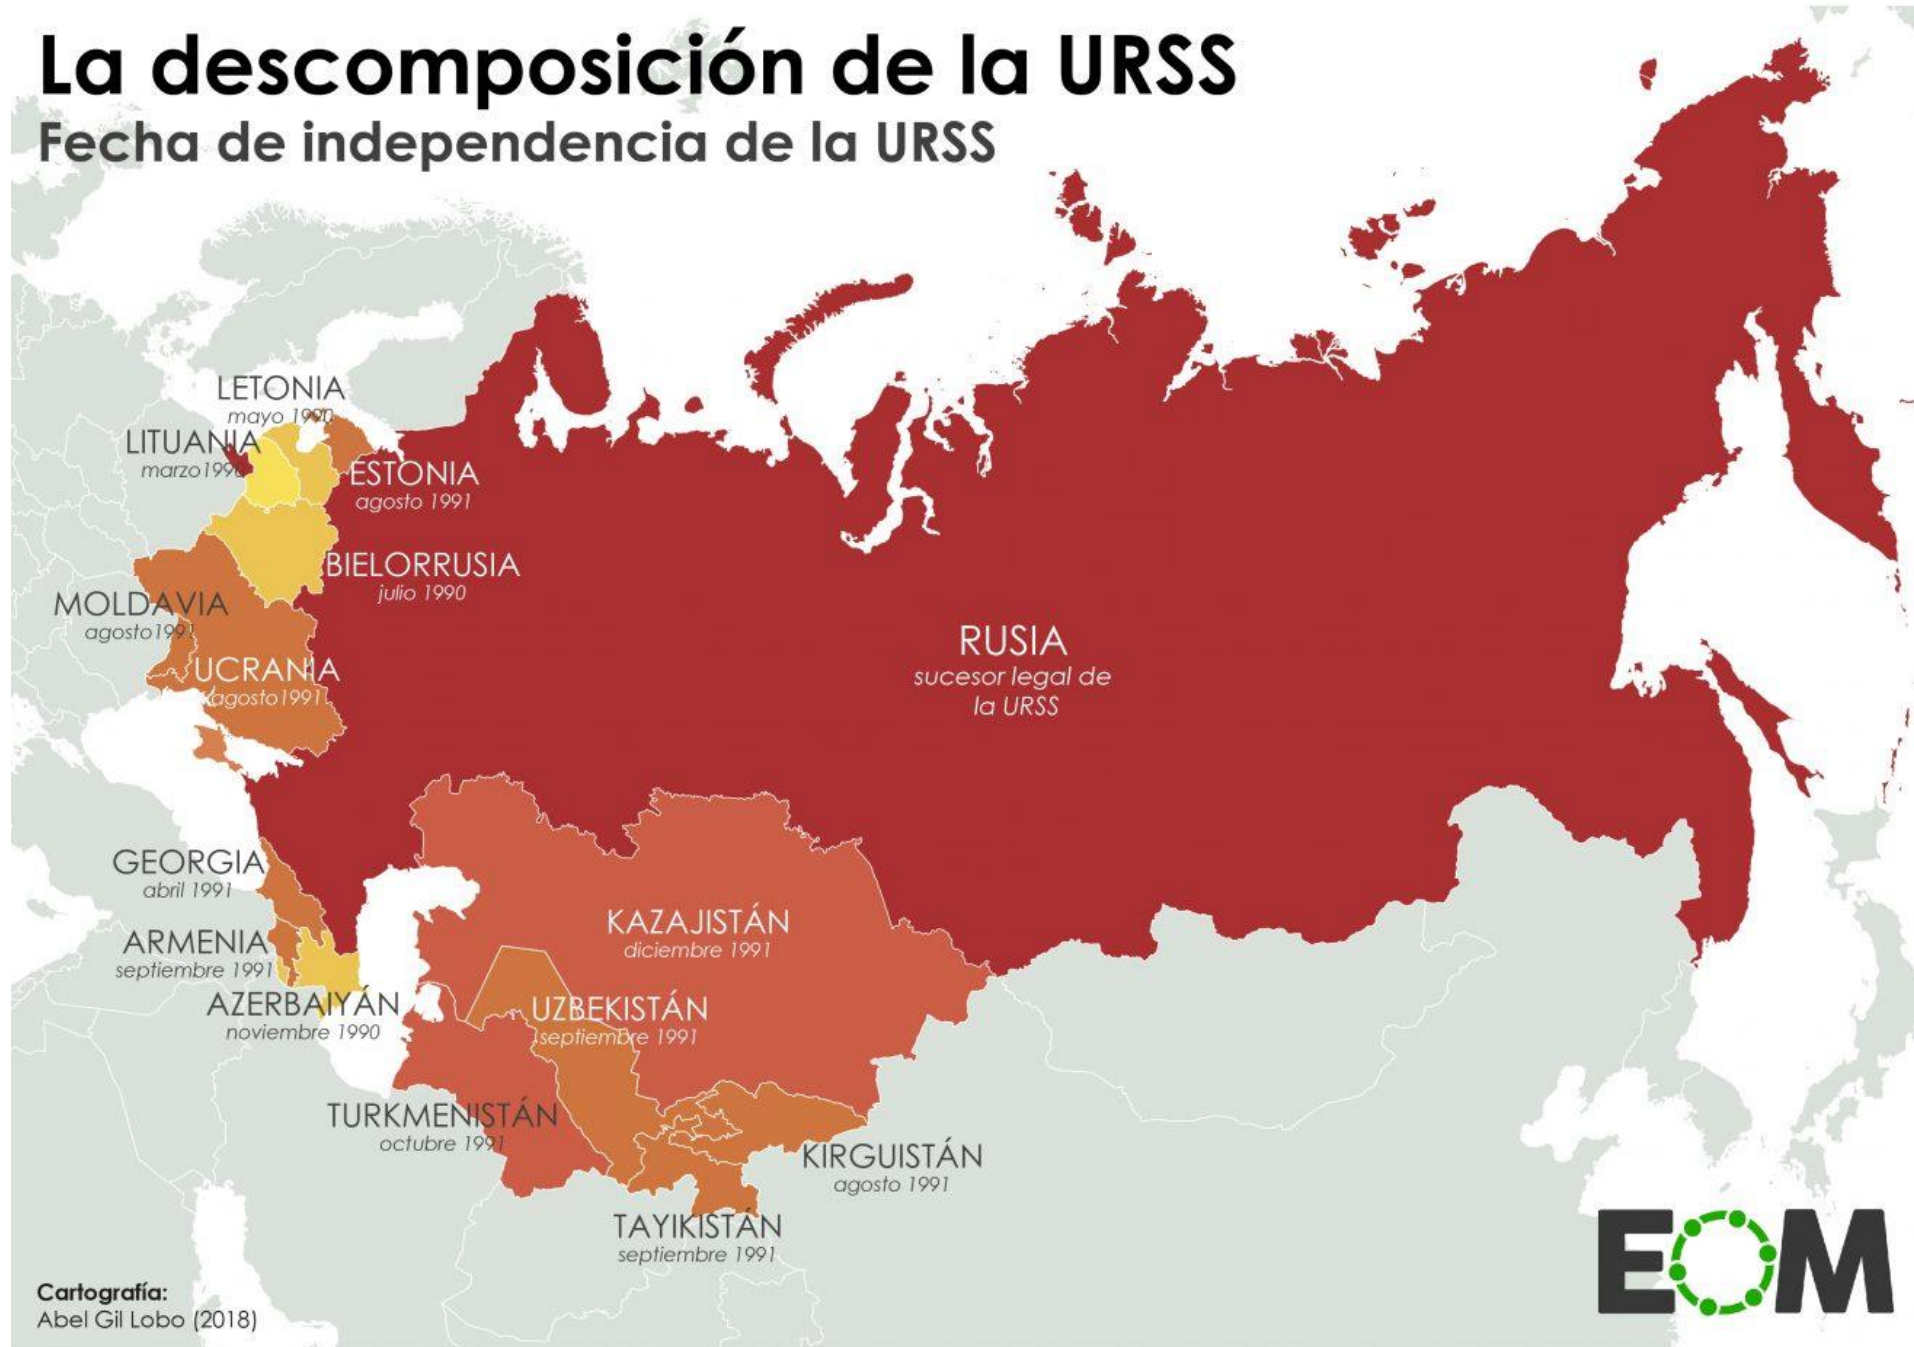 La descomposición de la URSS
Fecha de independencia de la URSS
LETONIA
mayo 1990
LITUANIA
marzo 1990
ESTONIA
agosto 1991
BIELORRUSIA
julio 1990
MOLDAVIA
agosto 1991
UCRANIA
agosto 1991
RUSIA
sucesor legal de
la URSS
GEORGIA
abril 1991
ARMENIA
septiembre 1991
AZERBAIYÁN
noviembre 1990
KAZAJISTÁN
diciembre 1991
UZBEKISTÁN
septiembre 1991
TURKMENISTÁN
octubre 1991
KIRGUISTÁN
agosto 1991
TAYIKISTÁN
septiembre 1991
Cartografía:
Abel Gil Lobo (2018)
EOM